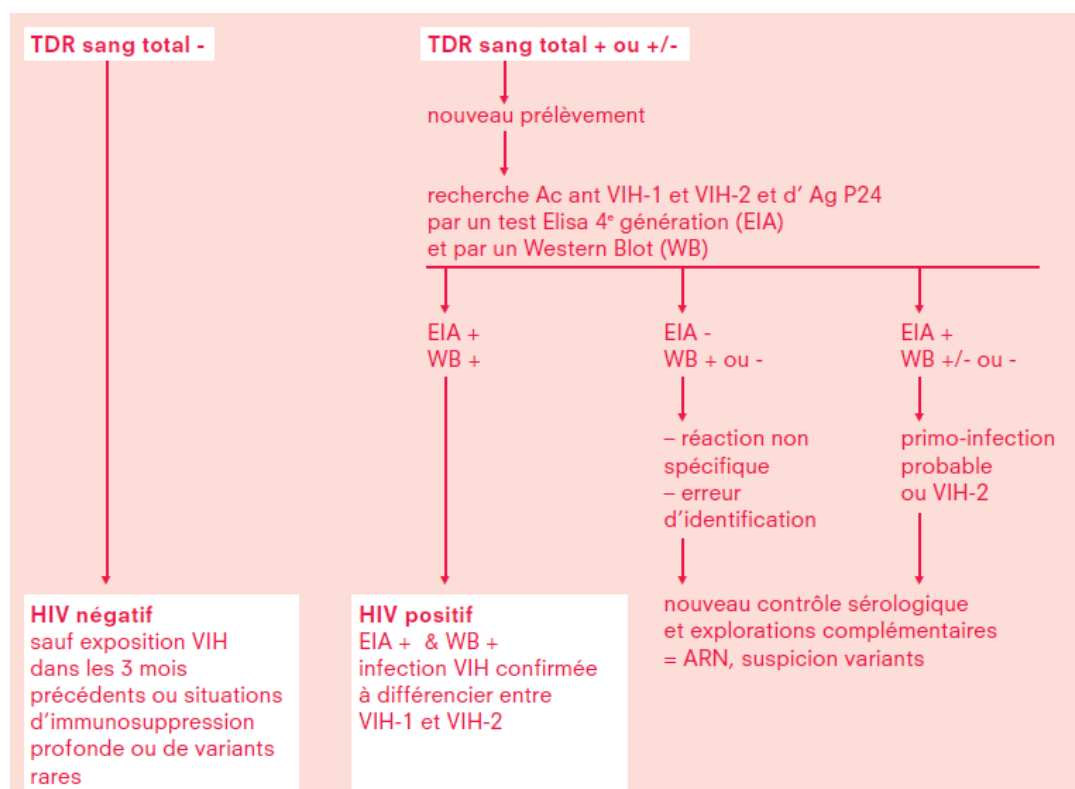 TDR sang total -
TDR sang total + ou +/-
nouveau prélèvement
recherche Ac ant VIH-1 et VIH-2 et d’ Ag P24
par un test Elisa 4e génération (EIA)
et par un Western Blot (WB)
EIA +
WB +
EIA -
WB + ou -
EIA +
WB +/- ou -
– réaction non
spécifique
– erreur
d’identification
primo-infection
probable
ou VIH-2
HIV négatif
sauf exposition VIH
dans les 3 mois
précédents ou situations
d’immunosuppression
profonde ou de variants
rares
HIV positif
EIA + & WB +
infection VIH confirmée
à différencier entre
VIH-1 et VIH-2
nouveau contrôle sérologique
et explorations complémentaires
= ARN, suspicion variants